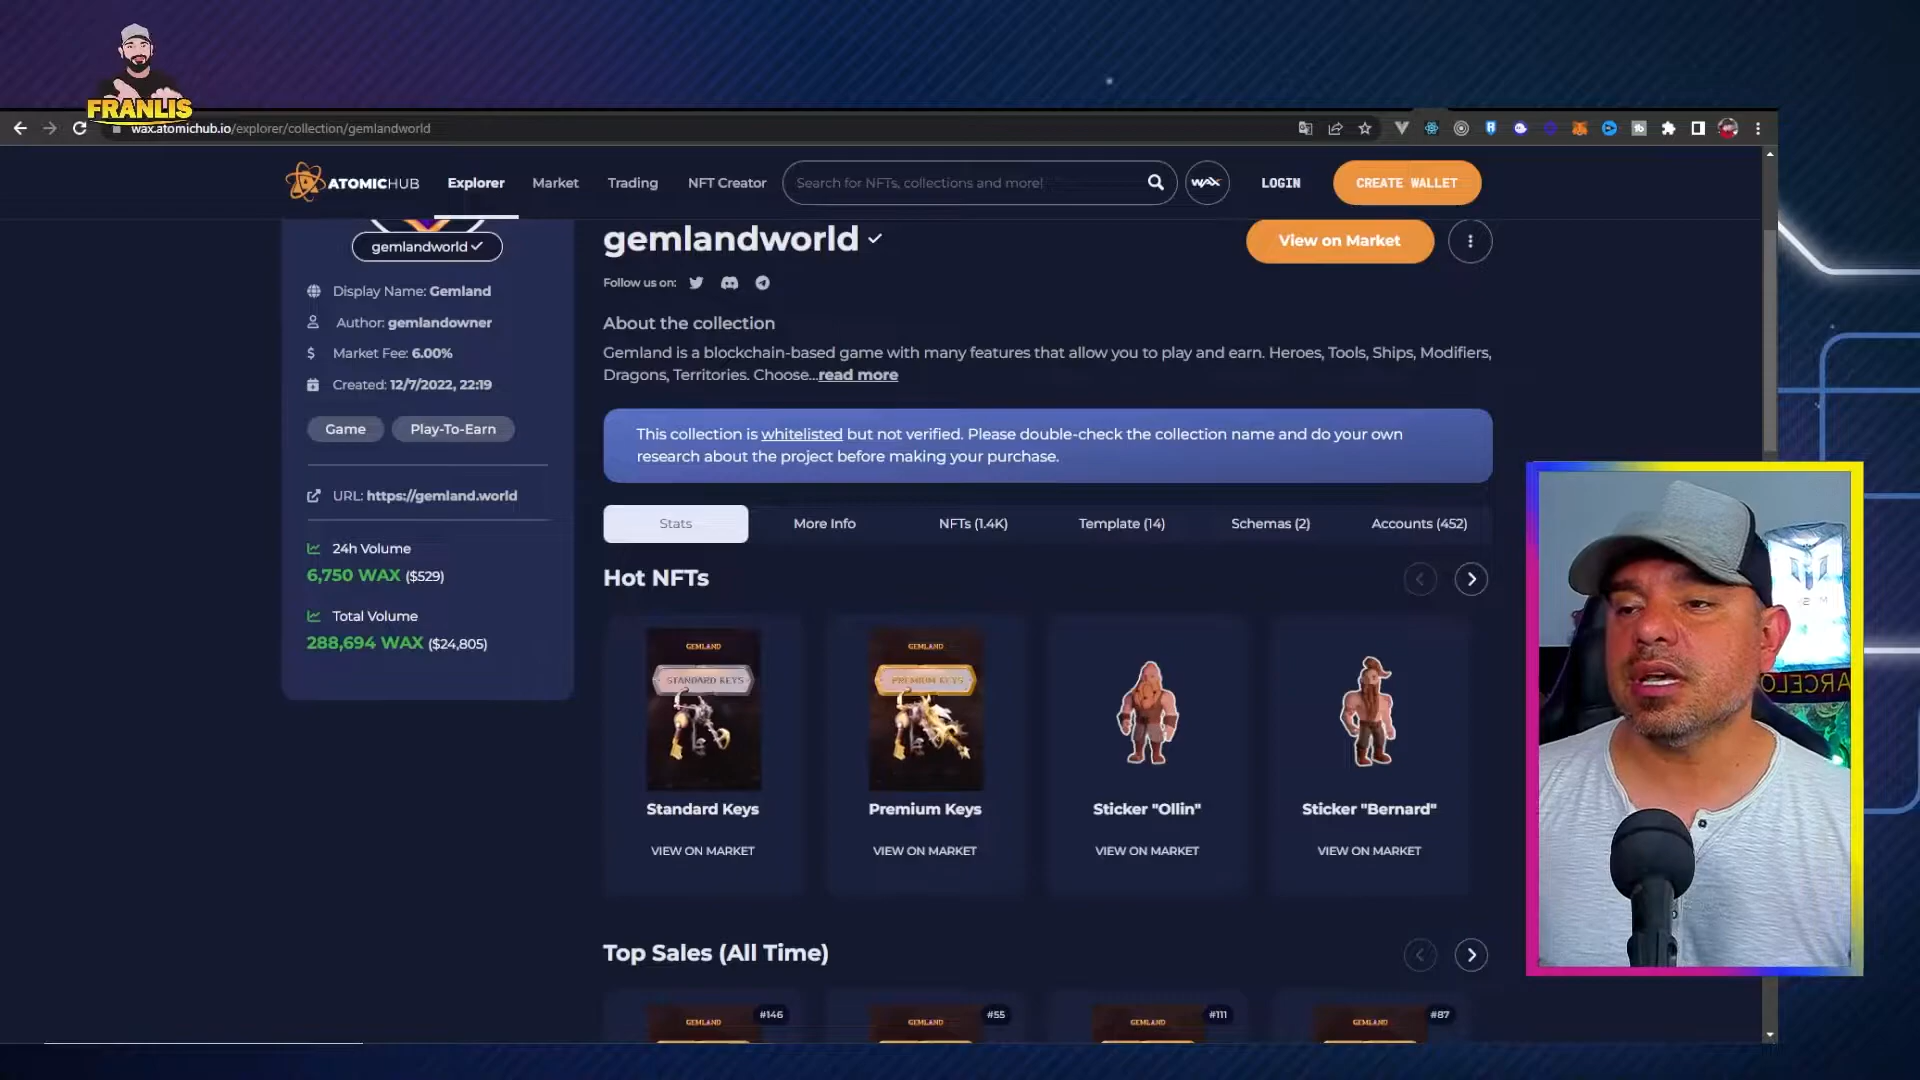 FRANLIS
wax.atomichub.io/explorer/collection/gemlandworld
ATOMICHUB
Explorer
Market
Trading
NFT Creator
Search for NFTs, collections and more!
WAX
LOGIN
CREATE WALLET
gemlandworld
Display Name: Gemland
Author: gemlandowner
Market Fee: 6.00%
Created: 12/7/2022, 22:19
Game
Play-To-Earn
URL: https://gemland.world
24h Volume
6,750 WAX ($529)
Total Volume
288,694 WAX ($24,805)
gemlandworld
View on Market
Follow us on:
About the collection
Gemland is a blockchain-based game with many features that allow you to play and earn. Heroes, Tools, Ships, Modifiers,
Dragons, Territories. Choose...read more
This collection is whitelisted but not verified. Please double-check the collection name and do your own
research about the project before making your purchase.
Stats
More Info
NFTs (1.4K)
Template (14)
Schemas (2)
Accounts (452)
Hot NFTs
GEMLAND
STANDARD KEYS
Standard Keys
VIEW ON MARKET
GEMLAND
PREMIUM KEYS
Premium Keys
VIEW ON MARKET
Sticker "Ollin"
VIEW ON MARKET
Sticker "Bernard"
VIEW ON MARKET
Top Sales (All Time)
GEMLAND
#146
GEMLAND
#55
GEMLAND
#111
GEMLAND
#87